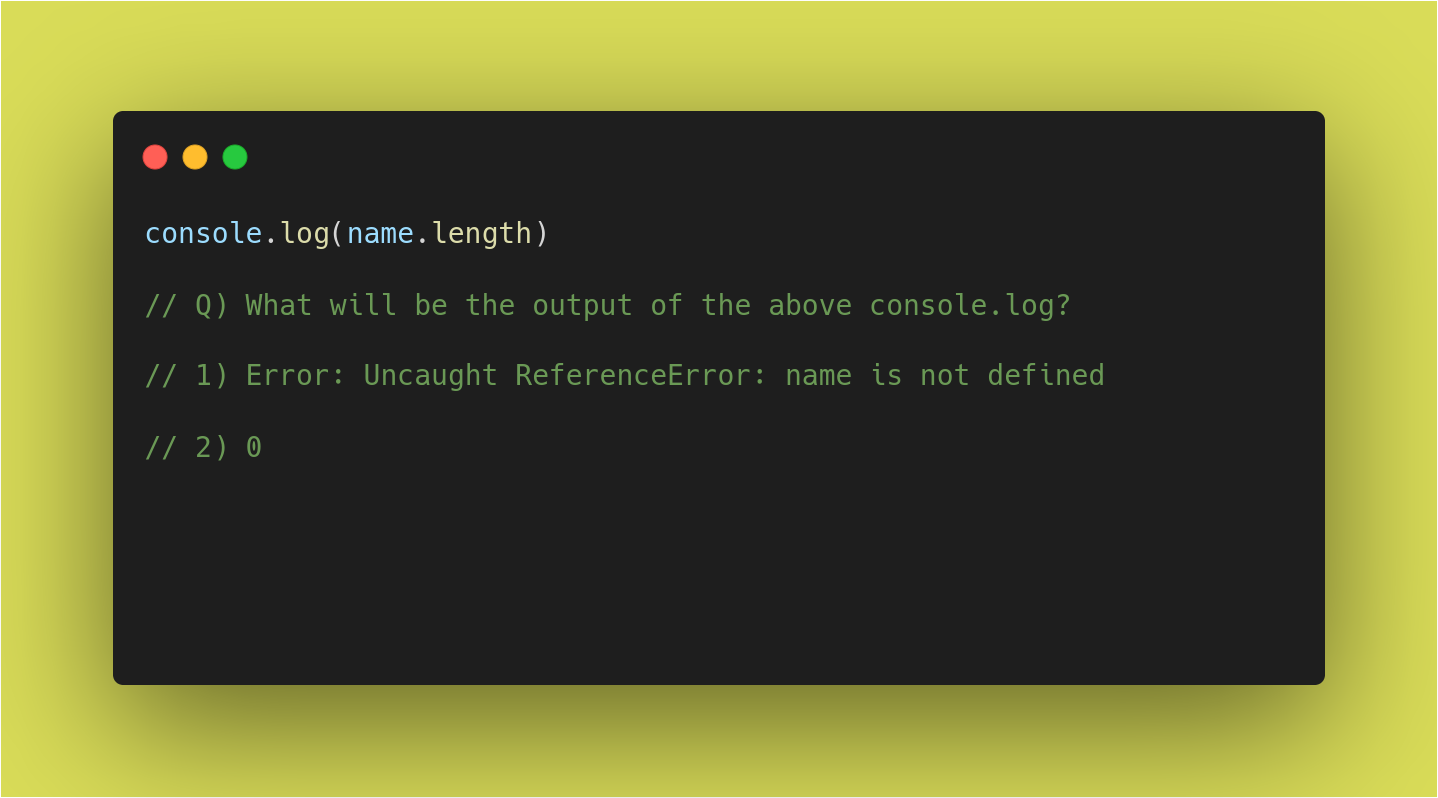 console.log(name.length)
// Q) What will be the output of the above console.log?
// 1) Error: Uncaught ReferenceError: name is not defined
// 2) 0